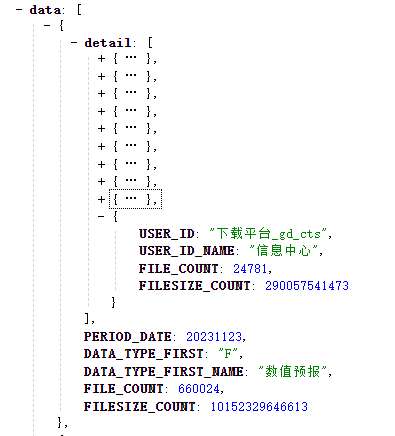 - data: [
- {
- detail: [
+ { ··· },
+ { ··· },
+ { ··· },
+ { ··· },
+ { ··· },
+ { ··· },
+ { ··· },
+ { ··· },
+ { ··· },
- {
USER_ID: "下载平台_gd_cts",
USER_ID_NAME: "信息中心",
FILE_COUNT: 24781,
FILESIZE_COUNT: 290057541473
}
],
PERIOD_DATE: 20231123,
DATA_TYPE_FIRST: "F",
DATA_TYPE_FIRST_NAME: "数值预报",
FILE_COUNT: 660024,
FILESIZE_COUNT: 10152329646613
},